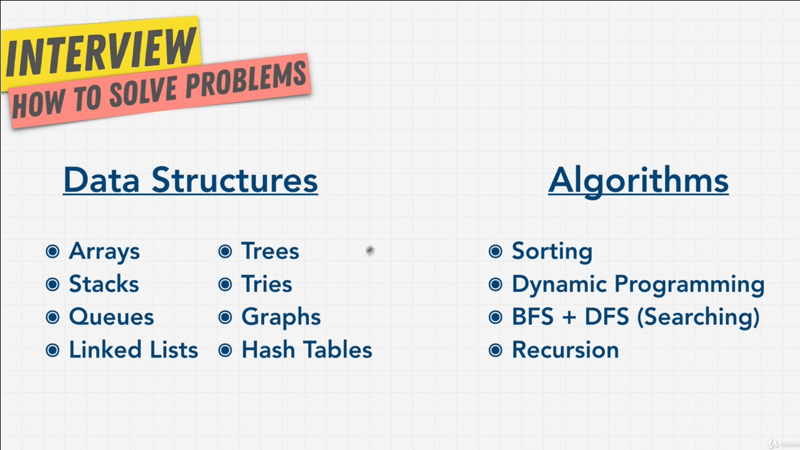 INTERVIEW
HOW TO SOLVE PROBLEMS
Data Structures
Arrays
Stacks
Queues
Linked Lists
Trees
Tries
Graphs
Hash Tables
Algorithms
Sorting
Dynamic Programming
BFS + DFS (Searching)
Recursion
Udemy